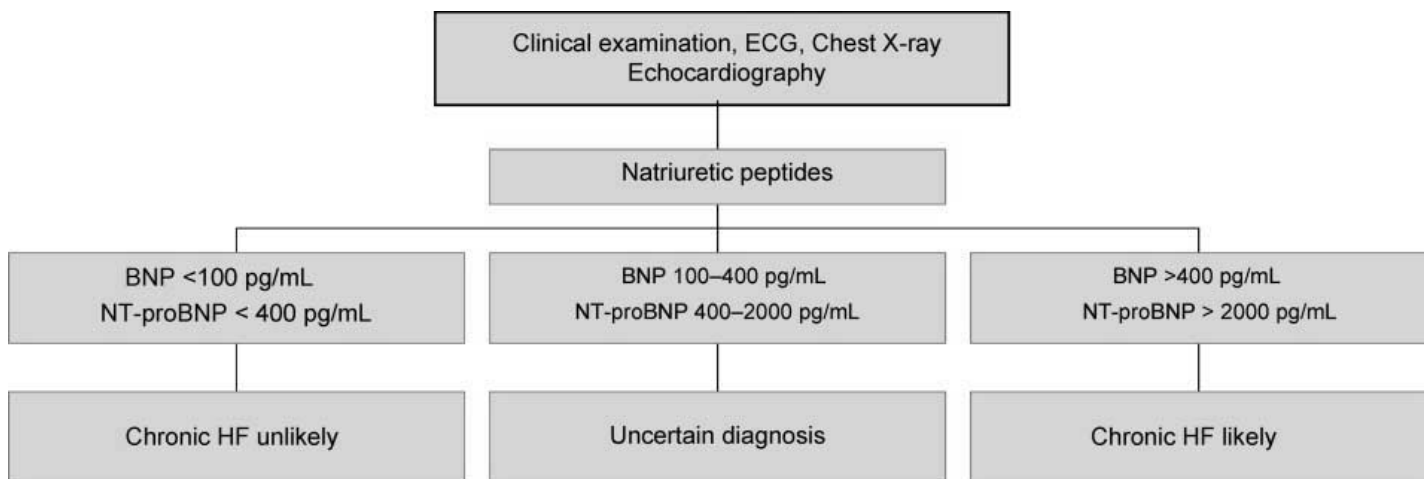 Clinical examination, ECG, Chest X-ray
Echocardiography
Natriuretic peptides
BNP <100 pg/mL
NT-proBNP < 400 pg/mL
BNP 100–400 pg/mL
NT-proBNP 400–2000 pg/mL
BNP >400 pg/mL
NT-proBNP > 2000 pg/mL
Chronic HF unlikely
Uncertain diagnosis
Chronic HF likely